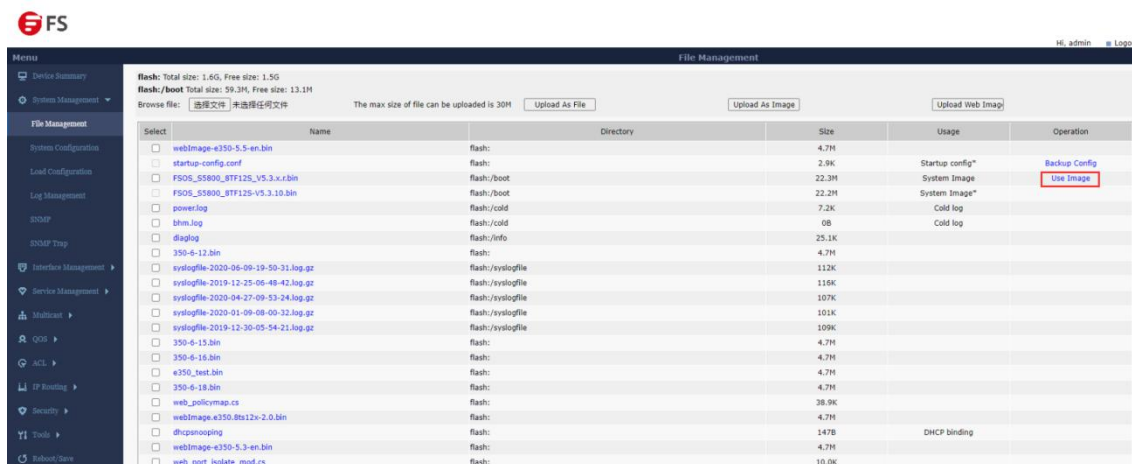 FS
Hi, admin Logo
Menu File Management
Device Summary
System Management
File Management
System Configuration
Load Configuration
Log Management
SNMP
SNMP Trap
Interface Management
Service Management
Multicast
QOS
ACL
IP Routing
Security
Tools
Reboot/Save
flash: Total size: 1.6G, Free size: 1.5G
flash:/boot Total size: 59.3M, Free size: 13.1M
Browse file: 选择文件 未选择任何文件 The max size of file can be uploaded is 30M Upload As File Upload As Image Upload Web Imag
Select Name Directory Size Usage Operation
webImage-e350-5.5-en.bin flash: 4.7M
startup-config.conf flash: 2.9K Startup config* Backup Config
FSOS_S5800_8TF12S_V5.3.x.r.bin flash:/boot 22.3M System Image Use Image
FSOS_S5800_8TF12S-V5.3.10.bin flash:/boot 22.2M System Image*
power.log flash:/cold 7.2K Cold log
bhm.log flash:/cold 0B Cold log
diaglog flash:/info 25.1K
350-6-12.bin flash: 4.7M
syslogfile-2020-06-09-19-50-31.log.gz flash:/syslogfile 112K
syslogfile-2019-12-25-06-48-42.log.gz flash:/syslogfile 116K
syslogfile-2020-04-27-09-53-24.log.gz flash:/syslogfile 107K
syslogfile-2020-01-09-08-00-32.log.gz flash:/syslogfile 101K
syslogfile-2019-12-30-05-54-21.log.gz flash:/syslogfile 109K
350-6-15.bin flash: 4.7M
350-6-16.bin flash: 4.7M
e350_test.bin flash: 4.7M
350-6-18.bin flash: 4.7M
web_policymap.cs flash: 38.9K
webImage.e350.8ts12x-2.0.bin flash: 4.7M
dhcpsnooping flash: 147B DHCP binding
webImage-e350-5.3-en.bin flash: 4.7M
web_port_isolate_mod.cs flash: 10.0K